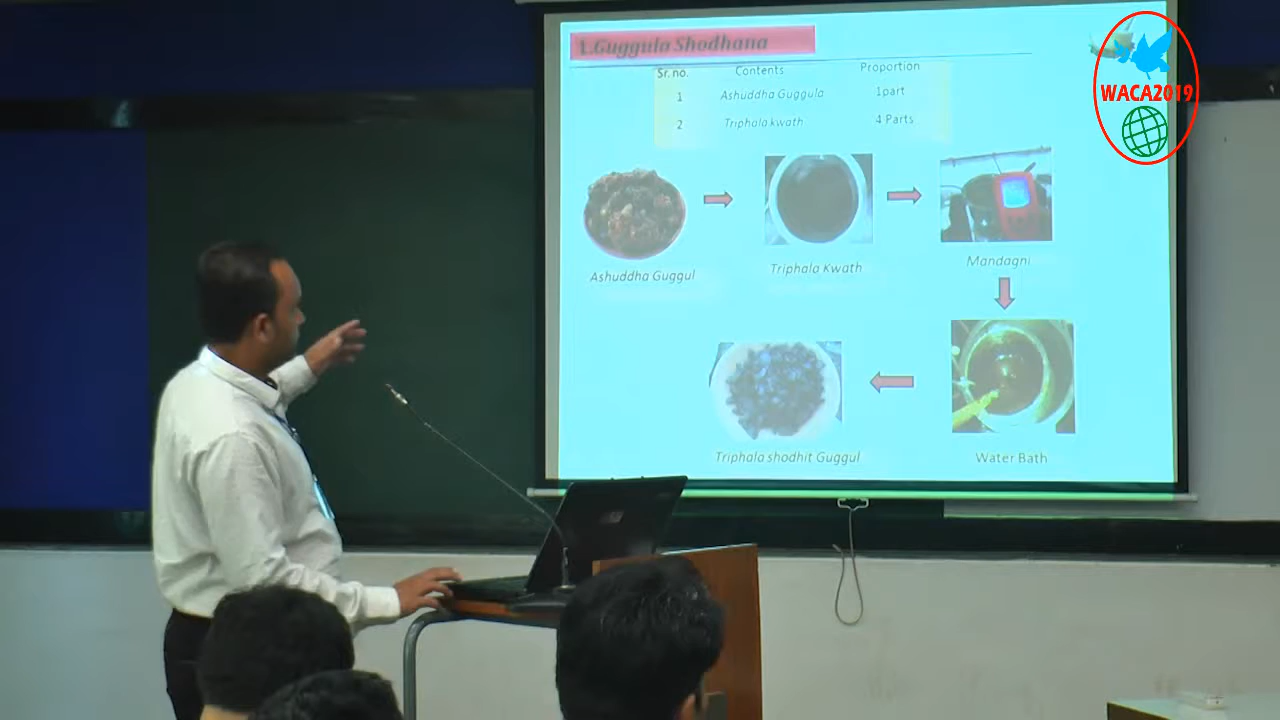 1.Guggula Shodhana
Sr. no. Contents Proportion
1 Ashuddha Guggula 1part
2 Triphala kwath 4 Parts
WACA2019
Ashuddha Guggul
Triphala Kwath
Mandagni
Triphala shodhit Guggul
Water Bath